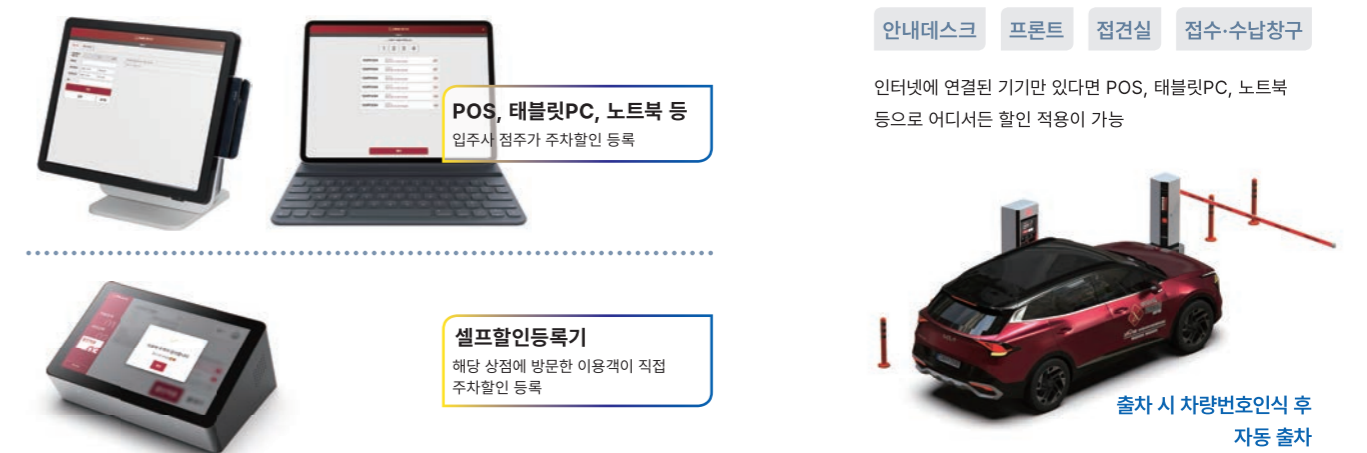 POS, 태블릿PC, 노트북 등
입주사 점주가 주차할인 등록
셀프할인등록기
해당 상점에 방문한 이용객이 직접
주차할인 등록
안내데스크 프론트 접견실 접수·수납창구
인터넷에 연결된 기기만 있다면 POS, 태블릿PC, 노트북
등으로 어디서든 할인 적용이 가능
출차 시 차량번호인식 후
자동 출차